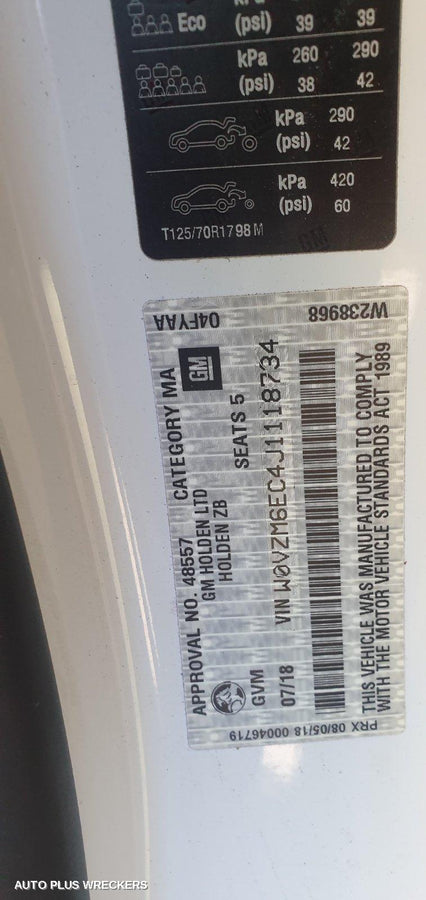 Eco
kPa
(psi) 39 39
kPa 260 290
(psi) 38 42
kPa 290
(psi) 42
kPa 420
(psi) 60
T125/70R17 98 M
GM
04FYAA W238968
APPROVAL NO. 48557 CATEGORY MA
GM HOLDEN LTD
HOLDEN ZB
GM
GVM SEATS 5
07/18 VIN W0VZM6EC4J1118734
THIS VEHICLE WAS MANUFACTURED TO COMPLY
WITH THE MOTOR VEHICLE STANDARDS ACT 1989
PRX 08/05/18 00046719
AUTO PLUS WRECKERS